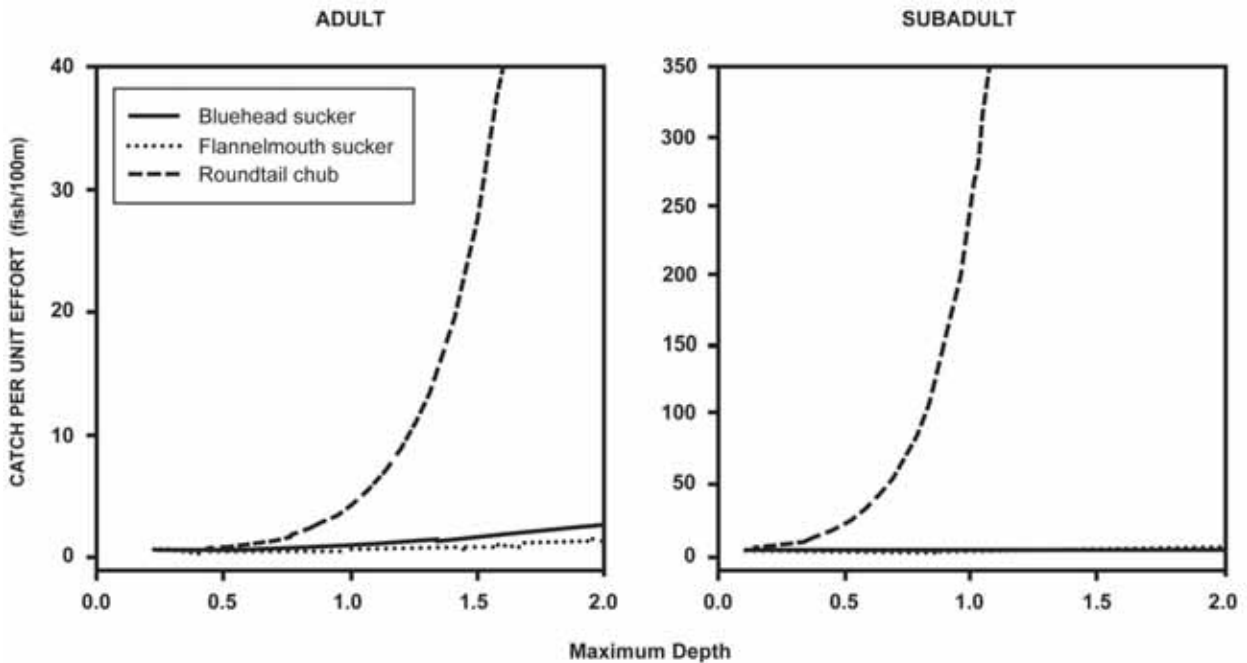 ADULT
SUBADULT
CATCH PER UNIT EFFORT (fish/100m)
40
30
20
10
0
Bluehead sucker
Flannelmouth sucker
Roundtail chub
0.0 0.5 1.0 1.5 2.0
350
300
250
200
150
100
50
0
0.0 0.5 1.0 1.5 2.0
Maximum Depth